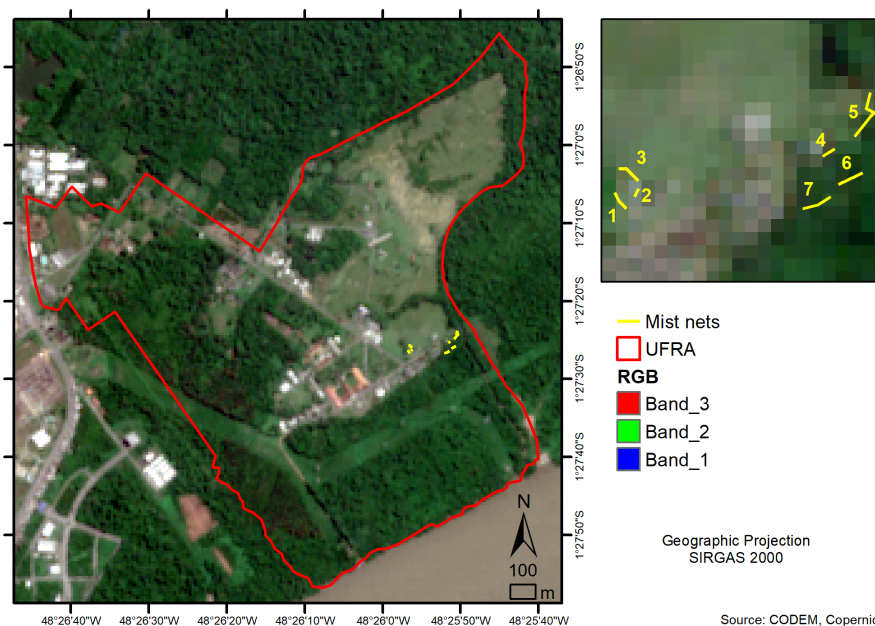 1°26'50"S
1°27'0"S
1°27'10"S
1°27'20"S
1°27'30"S
1°27'40"S
1°27'50"S
N
100
m
48°26'40"W 48°26'30"W 48°26'20"W 48°26'10"W 48°26'0"W 48°25'50"W 48°25'40"W
5
4
3
6
2
7
1
Mist nets
UFRA
RGB
Band_3
Band_2
Band_1
Geographic Projection
SIRGAS 2000
Source: CODEM, Copernic